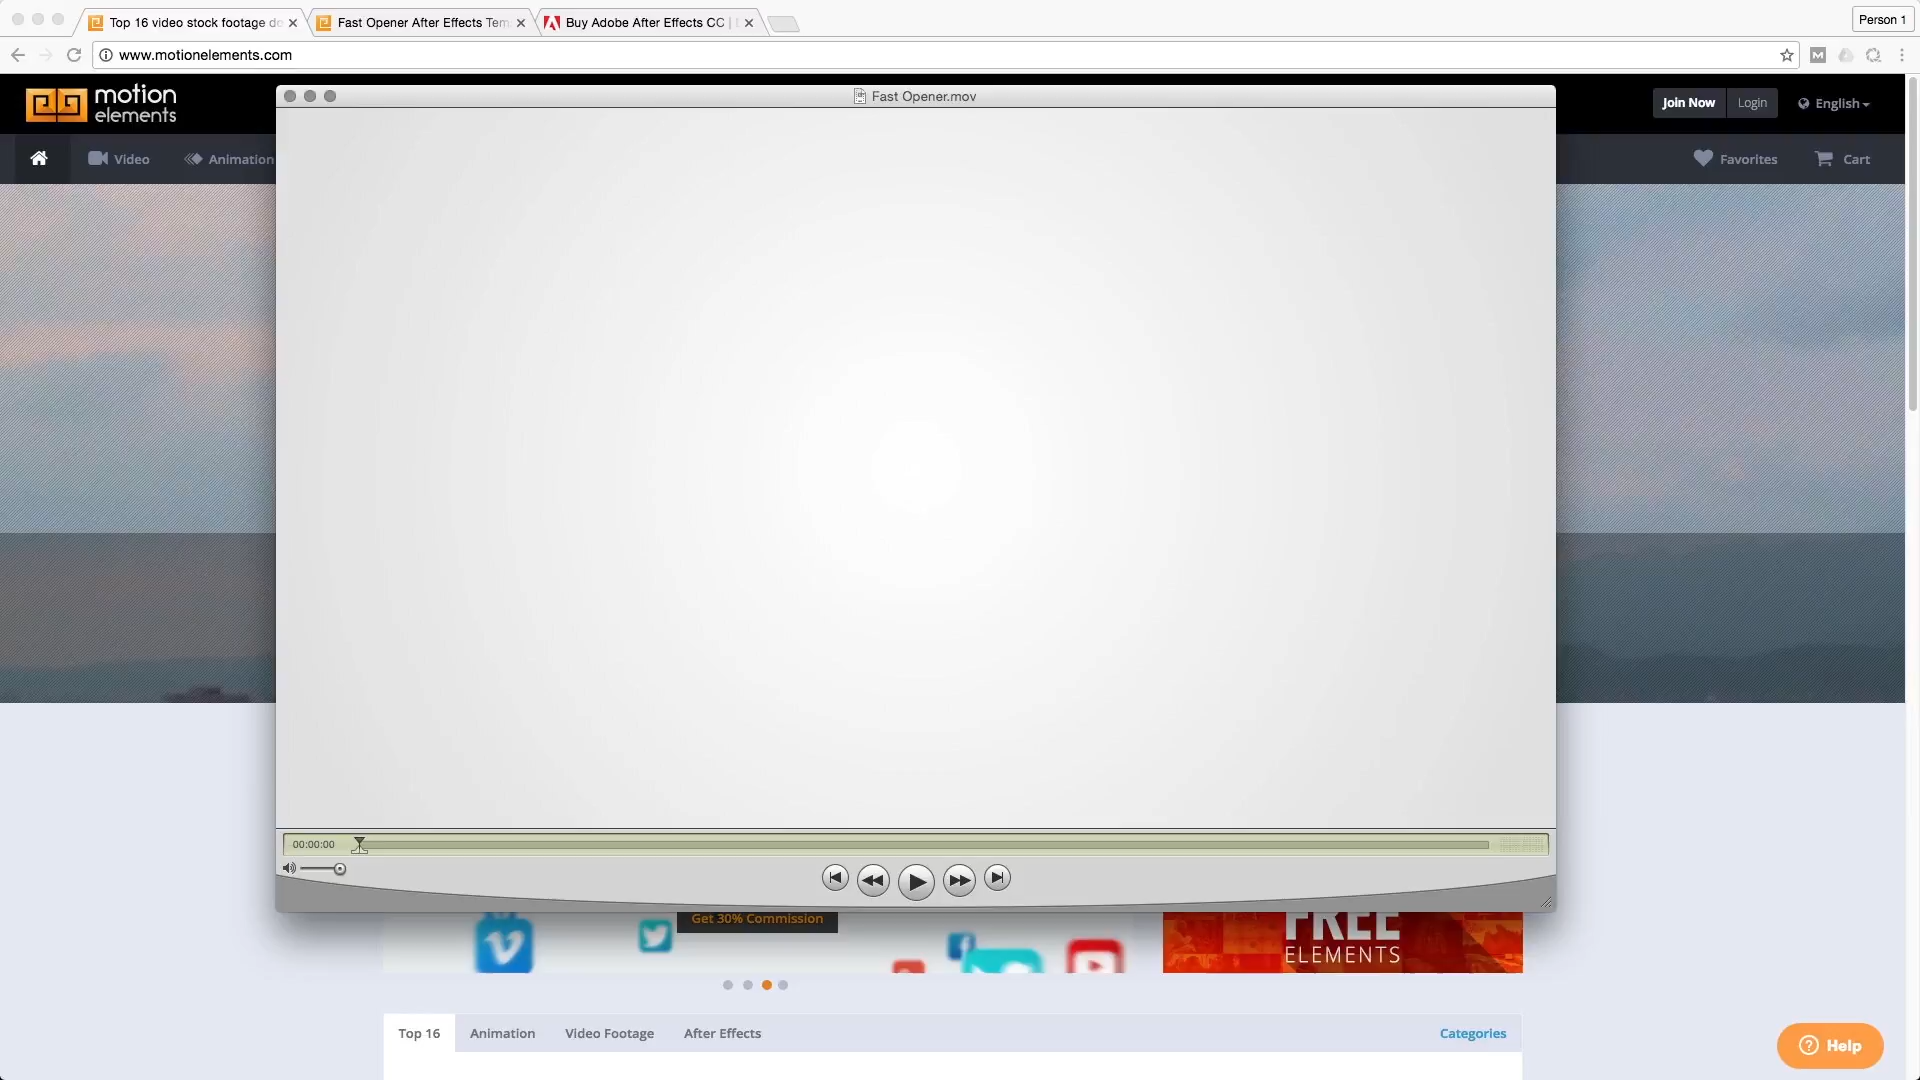 Top 16 video stock footage de
Fast Opener After Effects Tem
Buy Adobe After Effects CC |
Person 1
www.motionelements.com
motion
elements
Fast Opener.mov
Join Now
Login
English
Video
Animation
Favorites
Cart
00:00:00
Get 30% Commission
FREE
ELEMENTS
Top 16
Animation
Video Footage
After Effects
Categories
Help